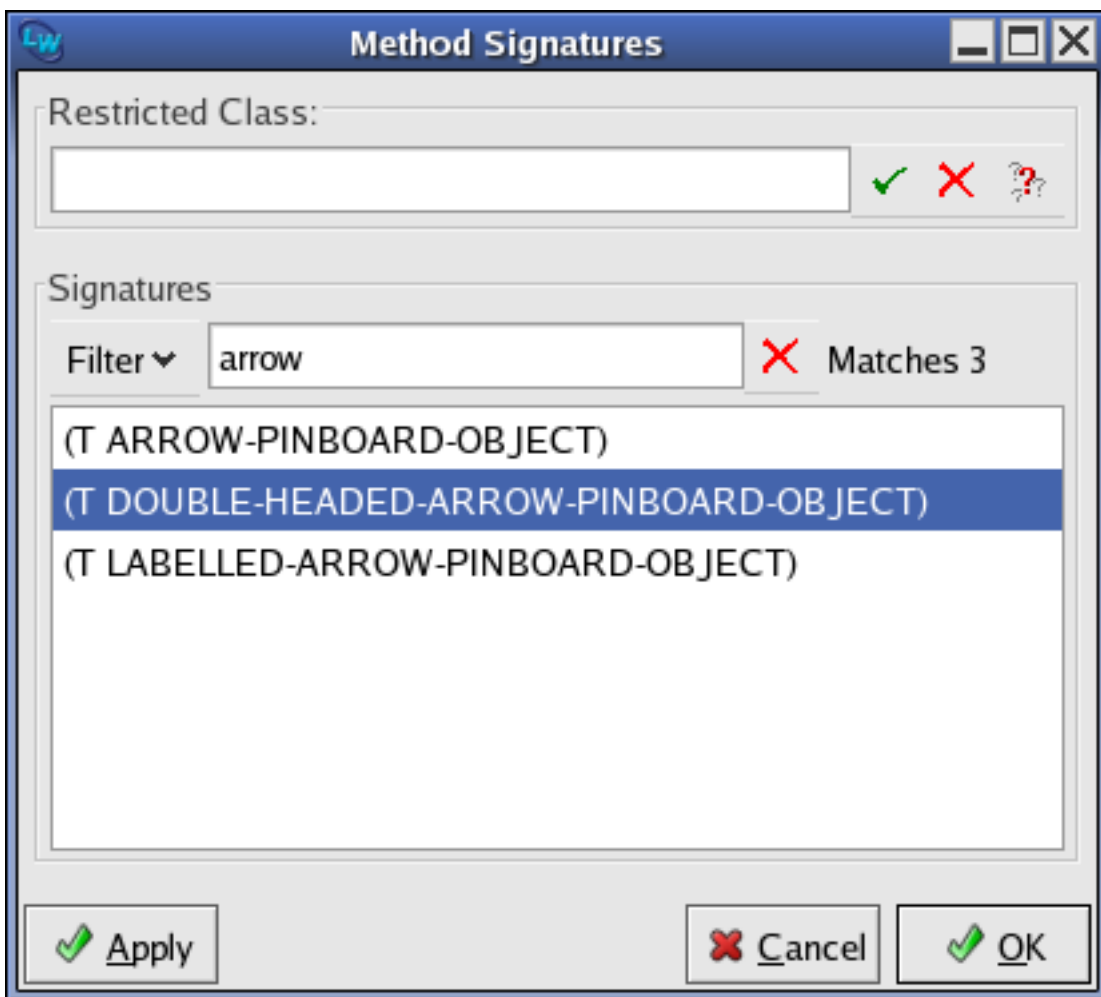 LW Method Signatures
Restricted Class:
???
Signatures
Filter arrow Matches 3
(T ARROW-PINBOARD-OBJECT)
(T DOUBLE-HEADED-ARROW-PINBOARD-OBJECT)
(T LABELLED-ARROW-PINBOARD-OBJECT)
Apply Cancel OK